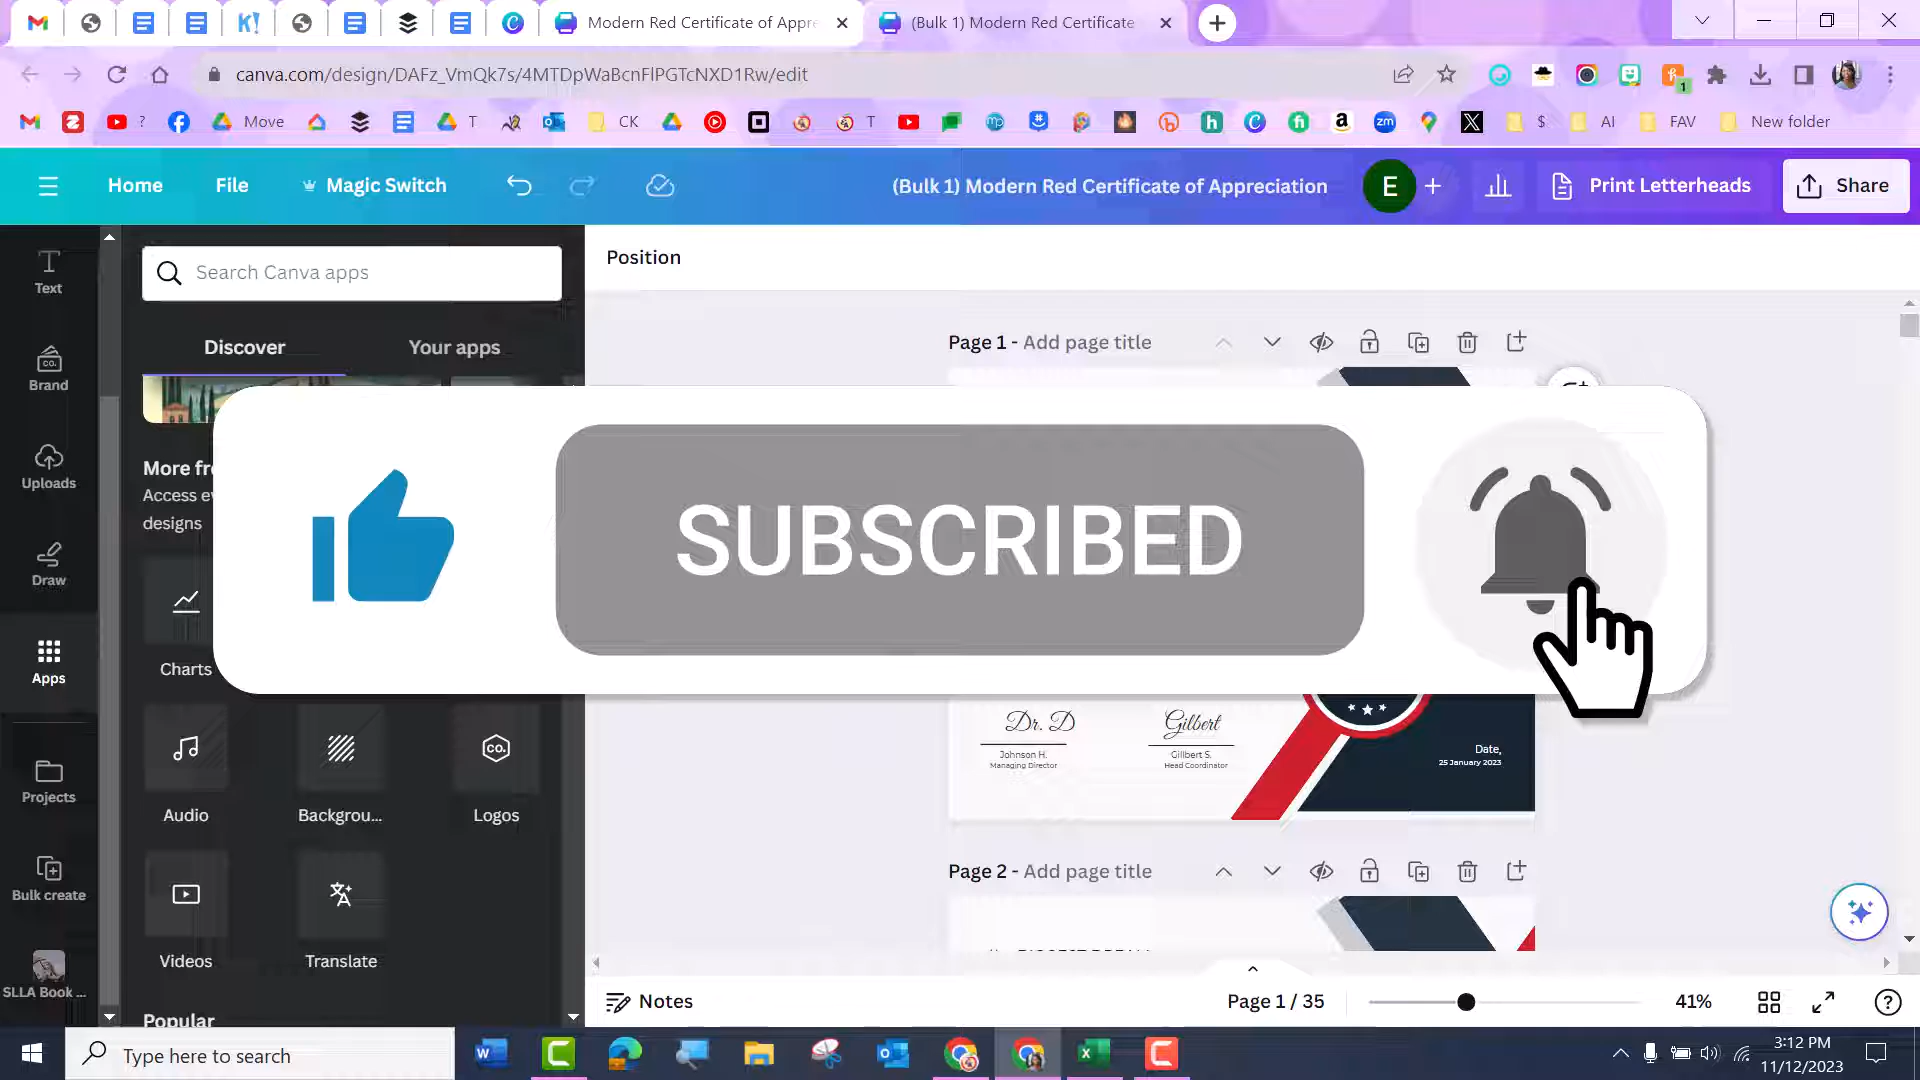 Modern Red Certificate of Appre
(Bulk 1) Modern Red Certificate
canva.com/design/DAFz_VmQk7s/4MTDpWaBcnFlPGTcNXD1Rw/edit
1
? Move T CK T $ AI FAV New folder
Home File Magic Switch (Bulk 1) Modern Red Certificate of Appreciation E Print Letterheads Share
Text
Brand
Uploads
Draw
Apps
Projects
Bulk create
SLLA Book ...
Search Canva apps
Discover Your apps
More fr
Access e
designs
Charts
Audio Backgrou... Logos
Videos Translate
Popular
Position
Page 1 - Add page title
SUBSCRIBED
Dr. D Gilbert
Johnson H. Gillbert S.
Managing Director Head Coordinator
Date,
25 January 2023
Page 2 - Add page title
Notes Page 1 / 35 41%
Type here to search
3:12 PM
11/12/2023